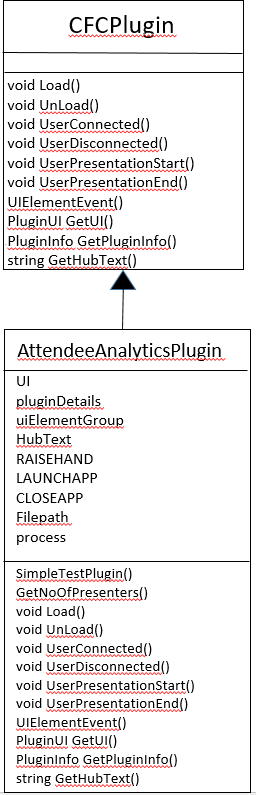 CFCPlugin
void Load()
void UnLoad()
void UserConnected()
void UserDisconnected()
void UserPresentationStart()
void UserPresentationEnd()
UIElementEvent()
PluginUI GetUI()
PluginInfo GetPluginInfo()
string GetHubText()
AttendeeAnalyticsPlugin
UI
pluginDetails
uiElementGroup
HubText
RAISEHAND
LAUNCHAPP
CLOSEAPP
Filepath
process
SimpleTestPlugin()
GetNoOfPresenters()
void Load()
void UnLoad()
void UserConnected()
void UserDisconnected()
void UserPresentationStart()
void UserPresentationEnd()
UIElementEvent()
PluginUI GetUI()
PluginInfo GetPluginInfo()
string GetHubText()